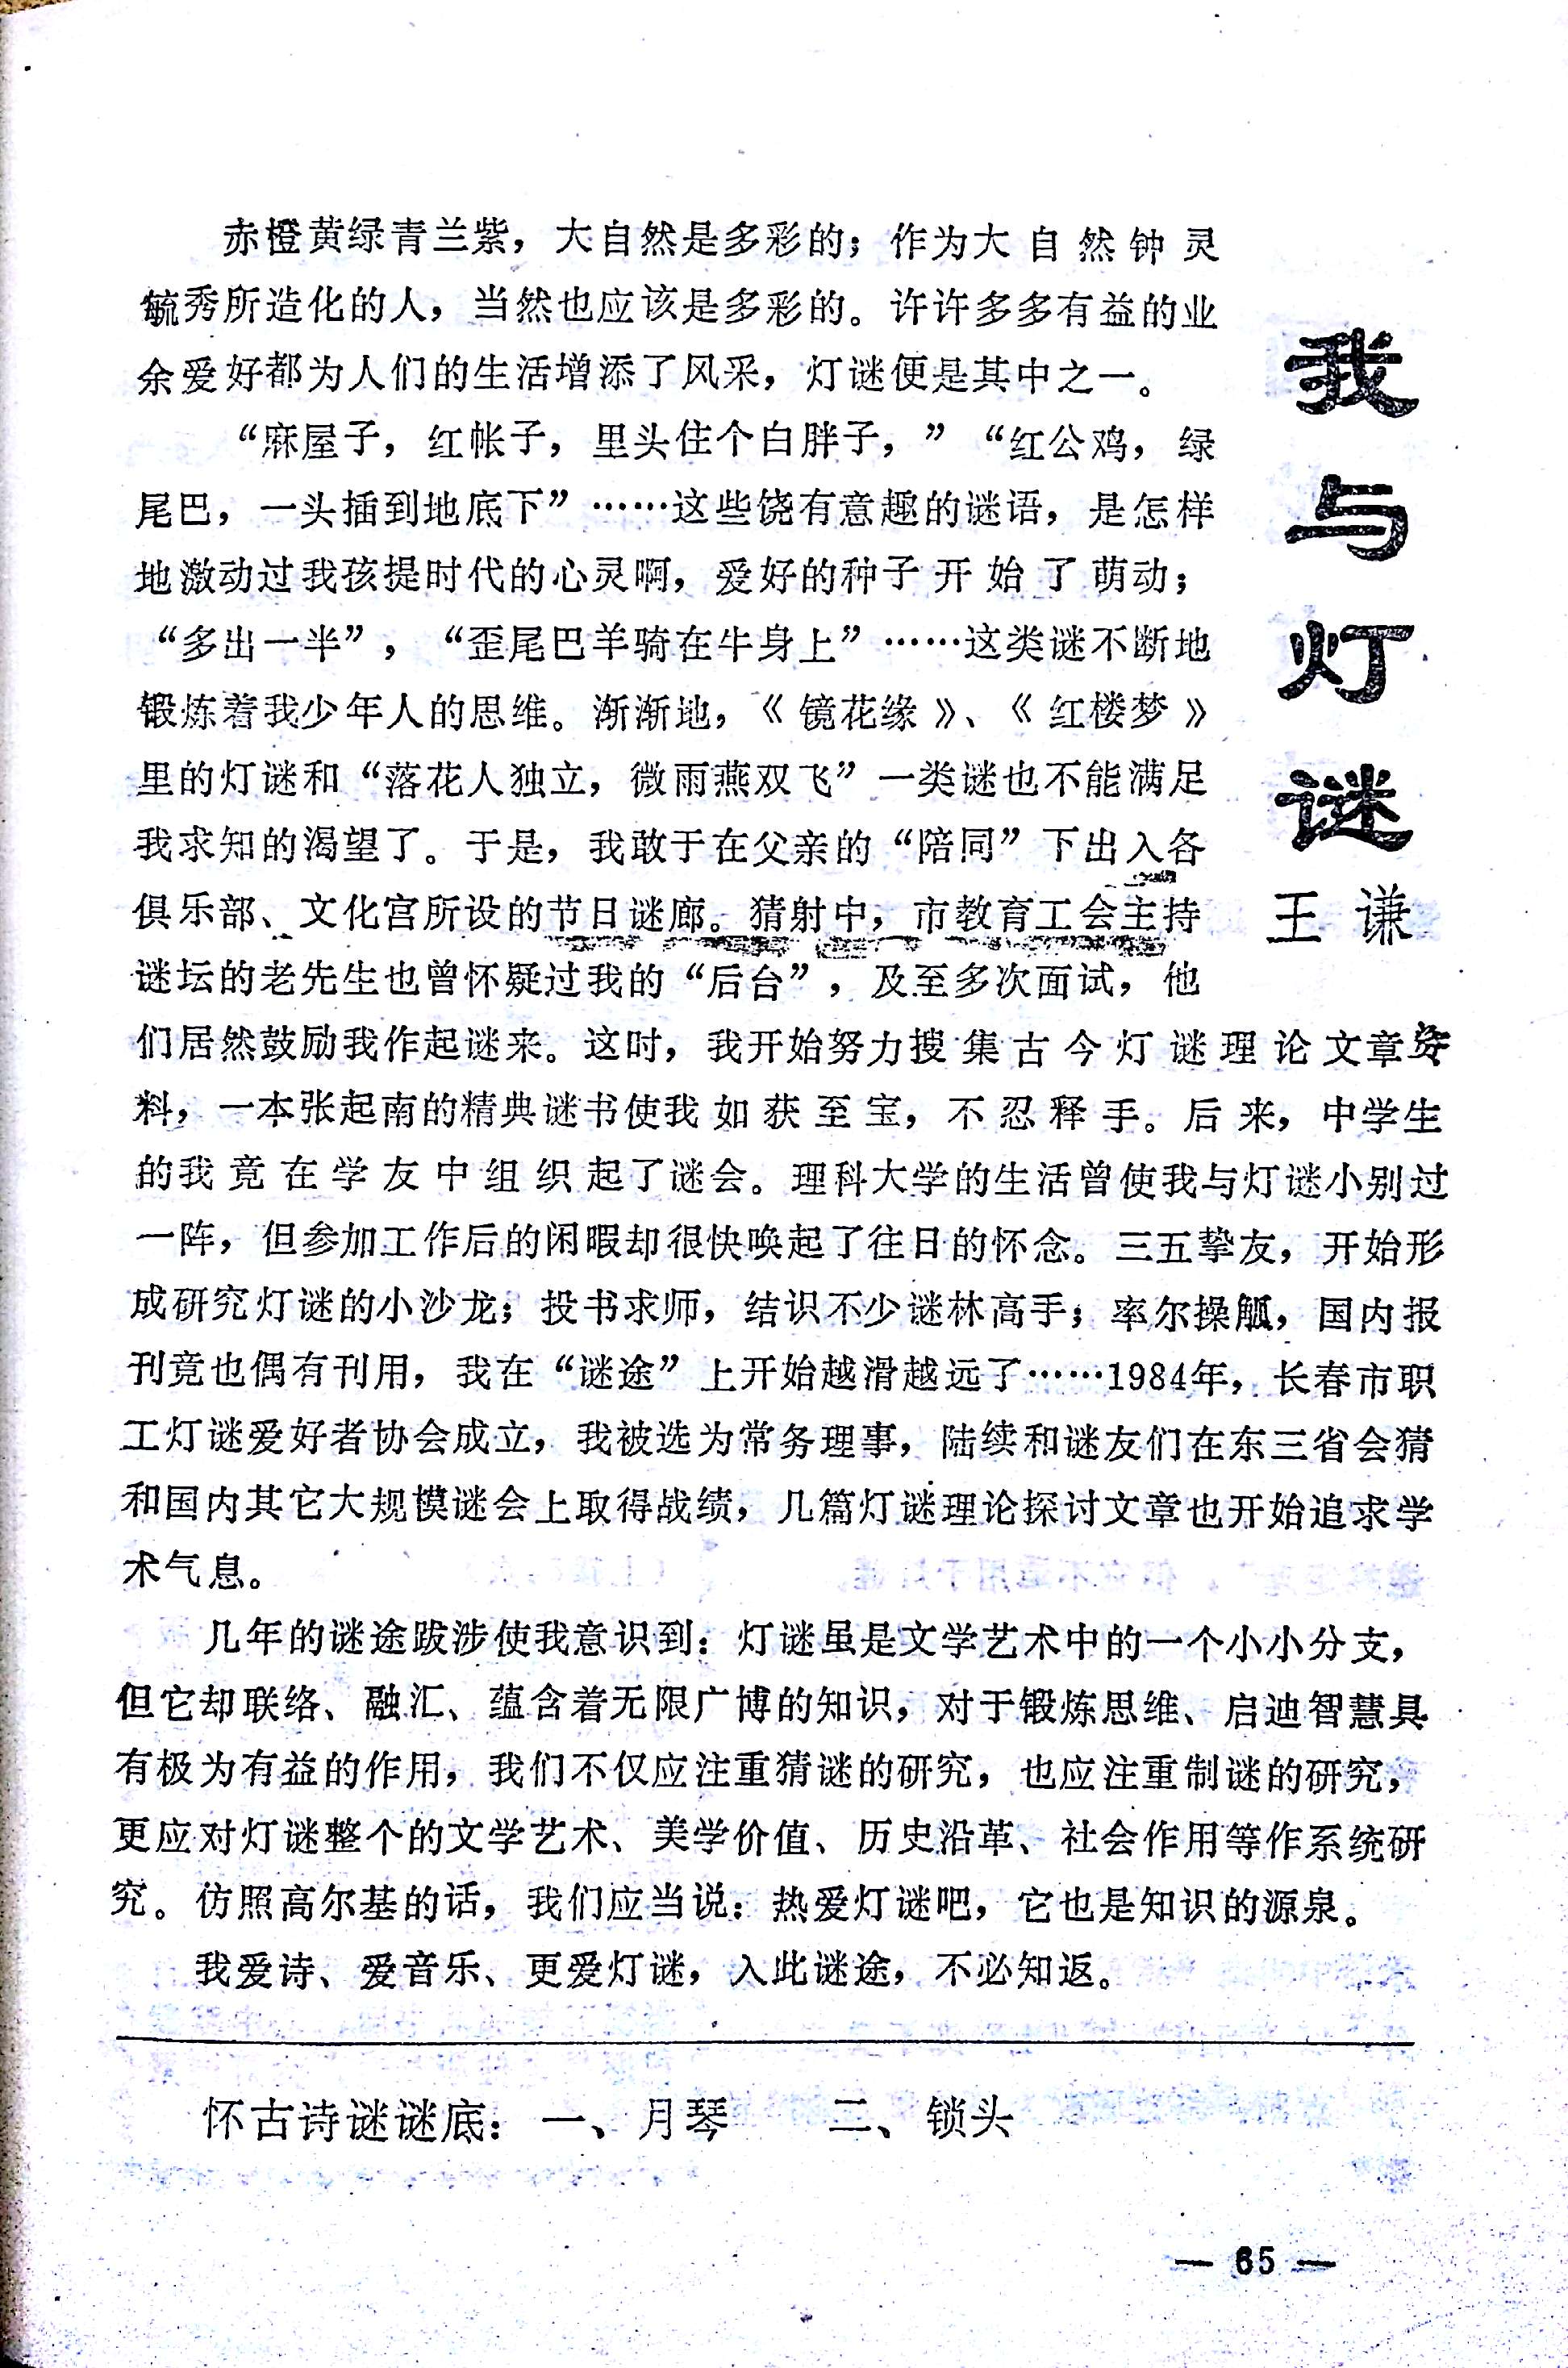 我与灯谜
王谦
赤橙黄绿青兰紫，大自然是多彩的；作为大自然钟灵
毓秀所造化的人，当然也应该是多彩的。许许多多有益的业
余爱好都为人们的生活增添了风采，灯谜便是其中之一。
“麻屋子，红帐子，里头住个白胖子，”“红公鸡，绿
尾巴，一头插到地底下”……这些饶有意趣的谜语，是怎样
地激动过我孩提时代的心灵啊，爱好的种子开始了萌动；
“多出一半”，“歪尾巴羊骑在牛身上”……这类谜不断地
锻炼着我少年人的思维。渐渐地，《镜花缘》、《红楼梦》
里的灯谜和“落花人独立，微雨燕双飞”一类谜也不能满足
我求知的渴望了。于是，我敢于在父亲的“陪同”下出入各
俱乐部、文化宫所设的节日谜廊。猜射中，市教育工会主持
谜坛的老先生也曾怀疑过我的“后台”，及至多次面试，他
们居然鼓励我作起谜来。这时，我开始努力搜集古今灯谜理论文章资
料，一本张起南的精典谜书使我如获至宝，不忍释手。后来，中学生
的我竟在学友中组织起了谜会。理科大学的生活曾使我与灯谜小别过
一阵，但参加工作后的闲暇却很快唤起了往日的怀念。三五挚友，开始形
成研究灯谜的小沙龙；投书求师，结识不少谜林高手；率尔操觚，国内报
刊竟也偶有刊用，我在“谜途”上开始越滑越远了……1984年，长春市职
工灯谜爱好者协会成立，我被选为常务理事，陆续和谜友们在东三省会猜
和国内其它大规模谜会上取得战绩，几篇灯谜理论探讨文章也开始追求学
术气息。
几年的谜途跋涉使我意识到：灯谜虽是文学艺术中的一个小小分支，
但它却联络、融汇、蕴含着无限广博的知识，对于锻炼思维、启迪智慧具
有极为有益的作用，我们不仅应注重猜谜的研究，也应注重制谜的研究，
更应对灯谜整个的文学艺术、美学价值、历史沿革、社会作用等作系统研
究。仿照高尔基的话，我们应当说：热爱灯谜吧，它也是知识的源泉。
我爱诗、爱音乐、更爱灯谜，入此谜途，不必知返。
怀古诗谜谜底：一、月琴 二、锁头
— 65 —